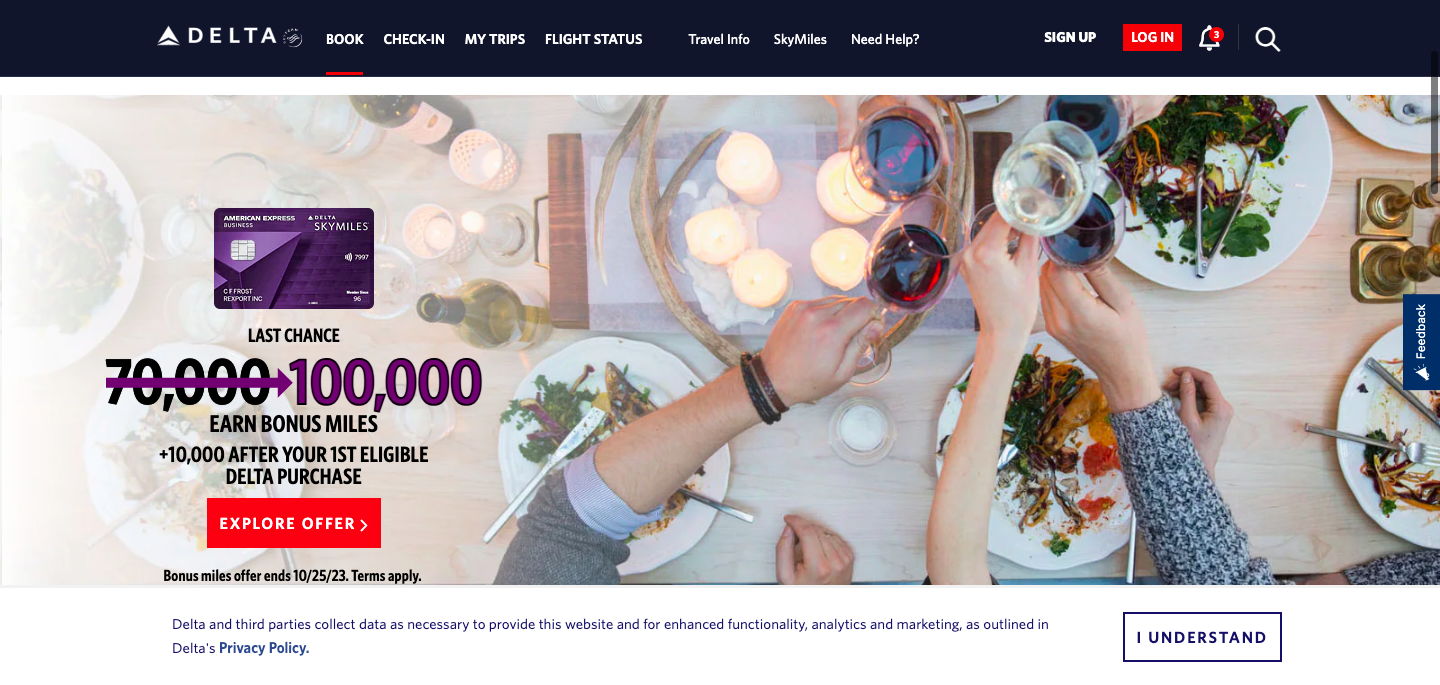 DELTA
BOOK
CHECK-IN
MY TRIPS
FLIGHT STATUS
Travel Info
SkyMiles
Need Help?
SIGN UP
LOG IN
3
AMERICAN EXPRESS
BUSINESS
DELTA
SKYMILES
7997
C F FROST
REXPORT INC
Member Since
96
LAST CHANCE
70,000 100,000
EARN BONUS MILES
+10,000 AFTER YOUR 1ST ELIGIBLE
DELTA PURCHASE
EXPLORE OFFER >
Bonus miles offer ends 10/25/23. Terms apply.
Feedback
Delta and third parties collect data as necessary to provide this website and for enhanced functionality, analytics and marketing, as outlined in
Delta's Privacy Policy.
I UNDERSTAND